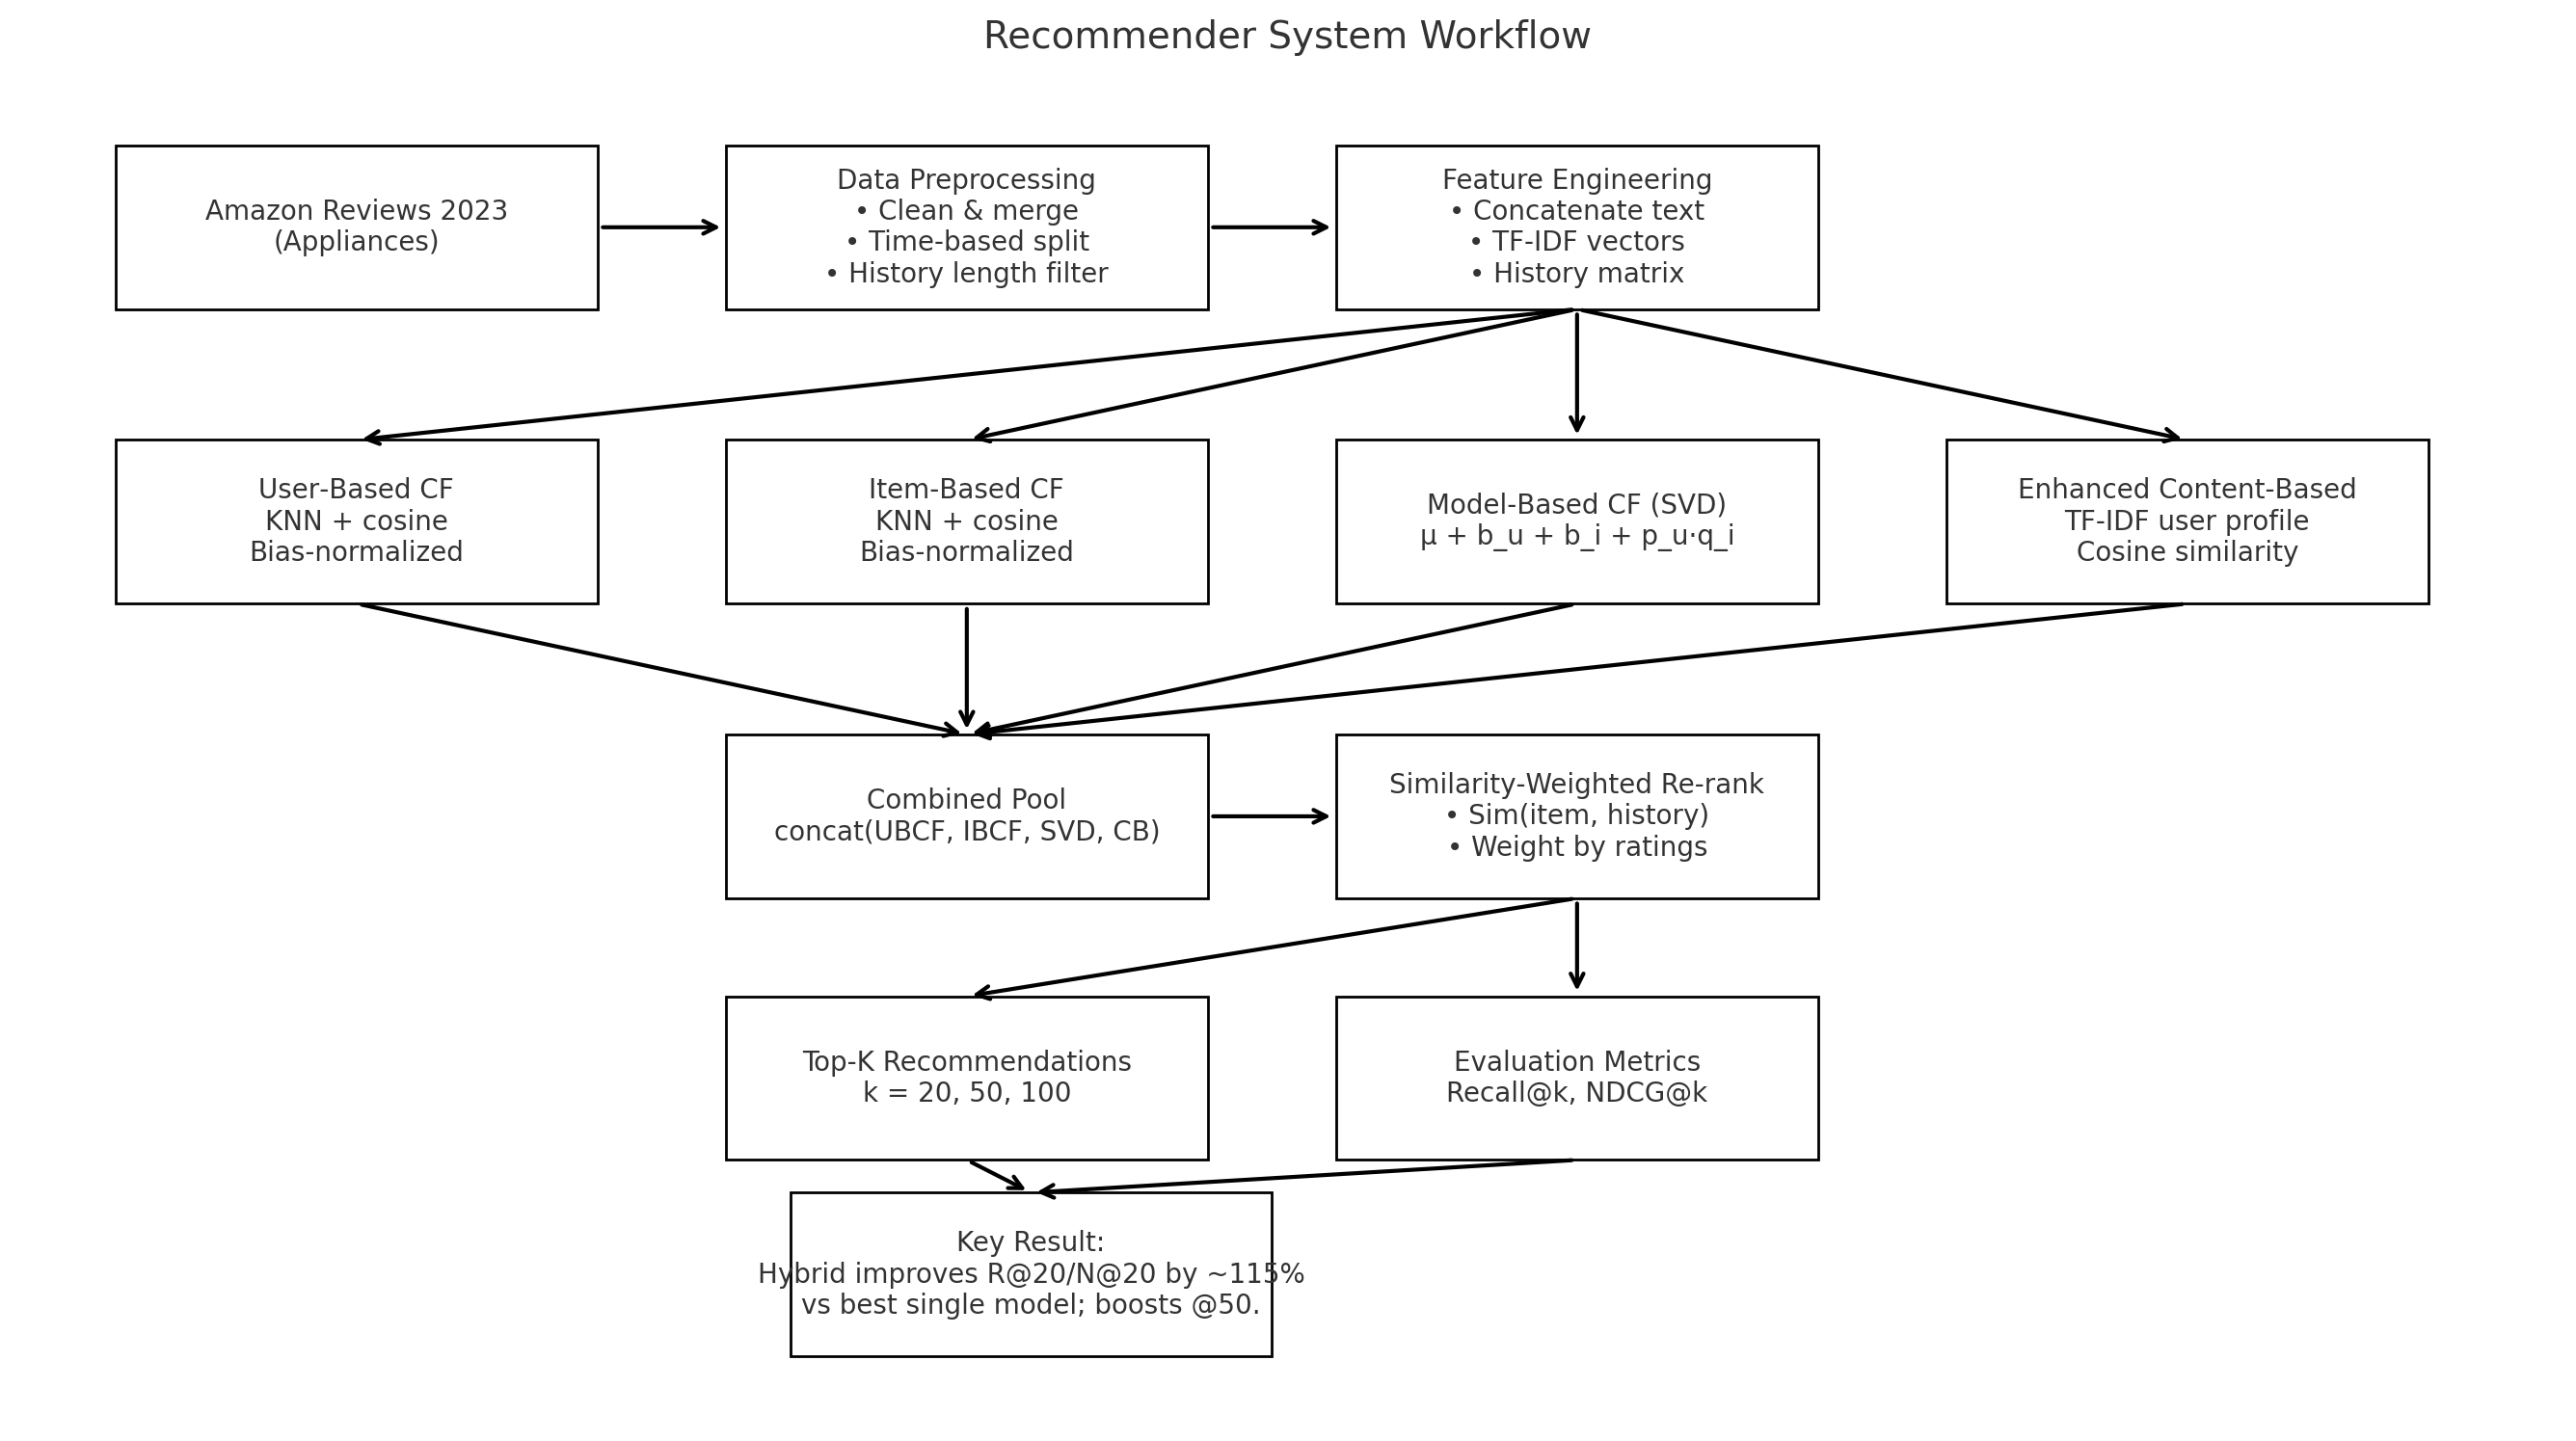 Recommender System Workflow
Amazon Reviews 2023
(Appliances)
Data Preprocessing
• Clean & merge
• Time-based split
• History length filter
Feature Engineering
• Concatenate text
• TF-IDF vectors
• History matrix
User-Based CF
KNN + cosine
Bias-normalized
Item-Based CF
KNN + cosine
Bias-normalized
Model-Based CF (SVD)
μ + b_u + b_i + p_u·q_i
Enhanced Content-Based
TF-IDF user profile
Cosine similarity
Combined Pool
concat(UBCF, IBCF, SVD, CB)
Similarity-Weighted Re-rank
• Sim(item, history)
• Weight by ratings
Top-K Recommendations
k = 20, 50, 100
Evaluation Metrics
Recall@k, NDCG@k
Key Result:
Hybrid improves R@20/N@20 by ~115%
vs best single model; boosts @50.